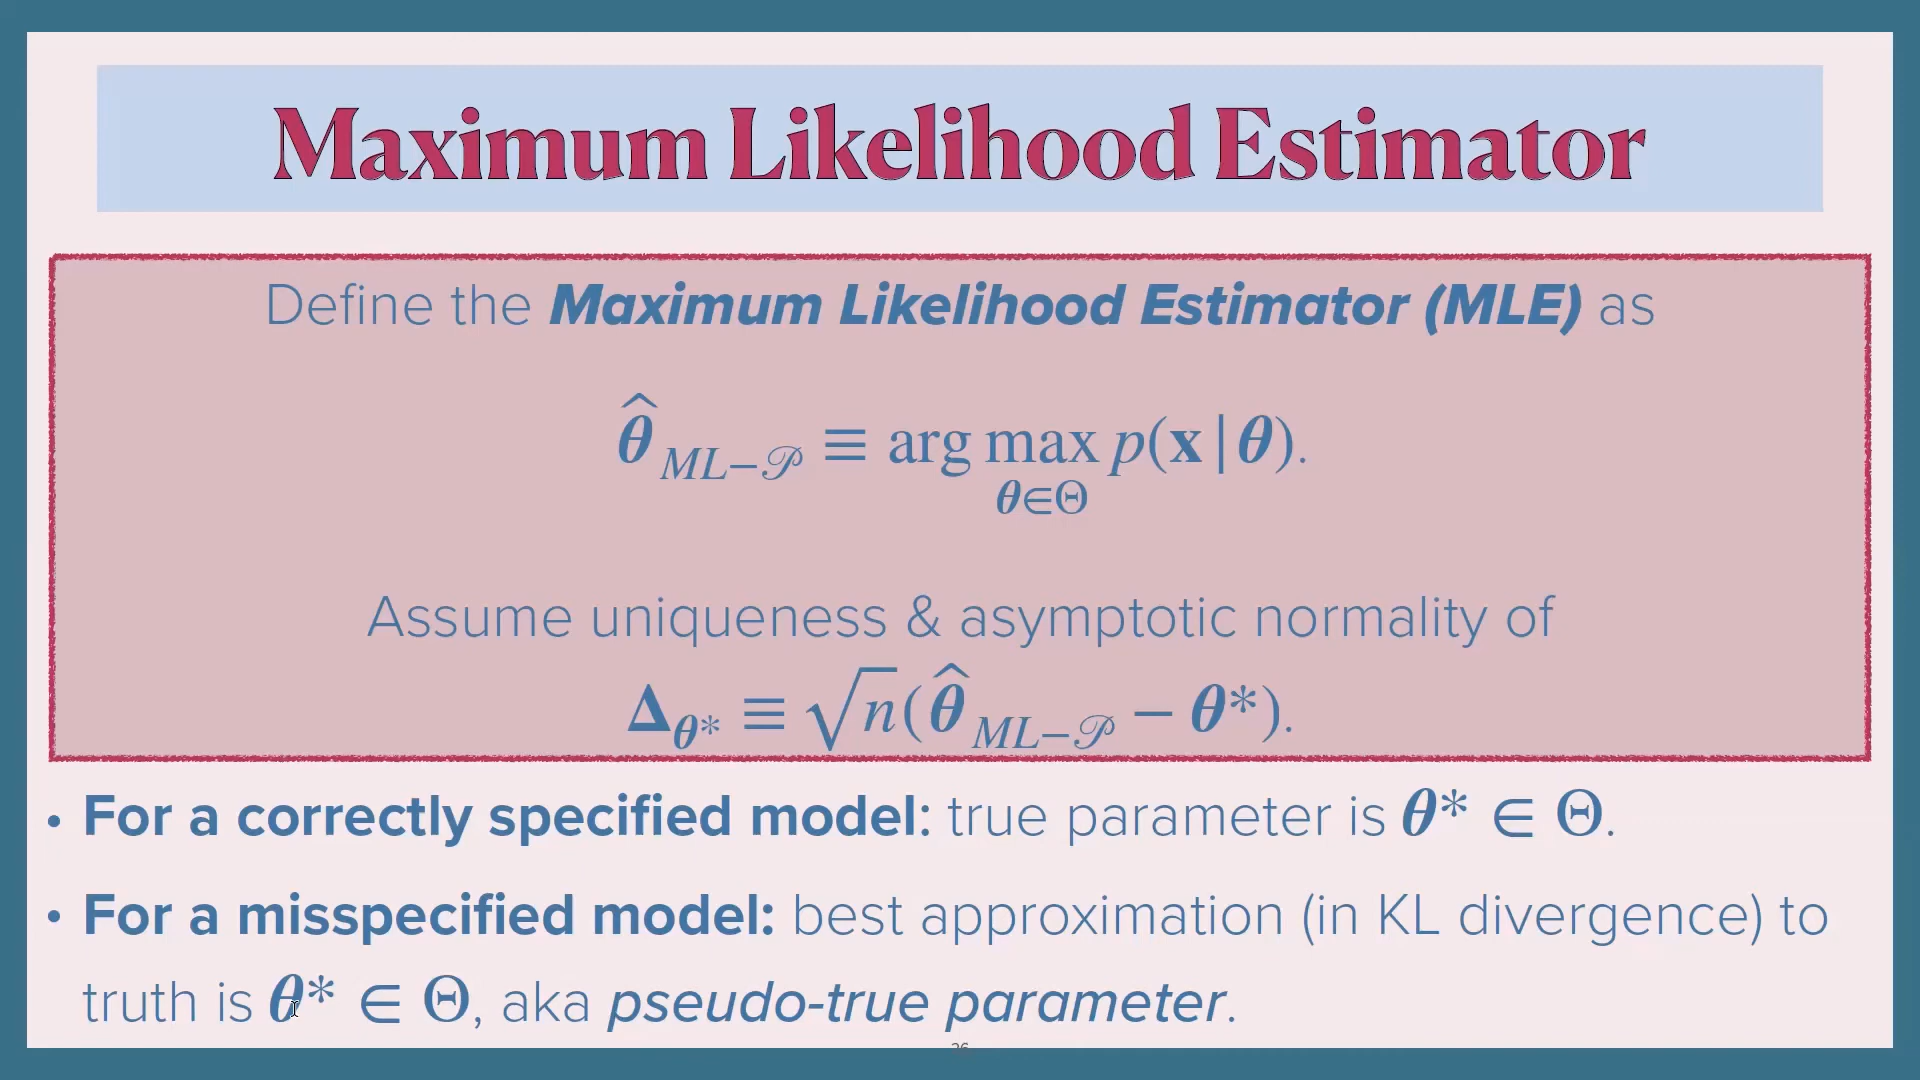 Maximum Likelihood Estimator
Define the Maximum Likelihood Estimator (MLE) as
θ̂_{ML−𝒫} ≡ arg max_{θ∈Θ} p(x | θ).
Assume uniqueness & asymptotic normality of
Δ_{θ*} ≡ √n(θ̂_{ML−𝒫} − θ*).
• For a correctly specified model: true parameter is θ* ∈ Θ.
• For a misspecified model: best approximation (in KL divergence) to
truth is θ* ∈ Θ, aka pseudo-true parameter.
26